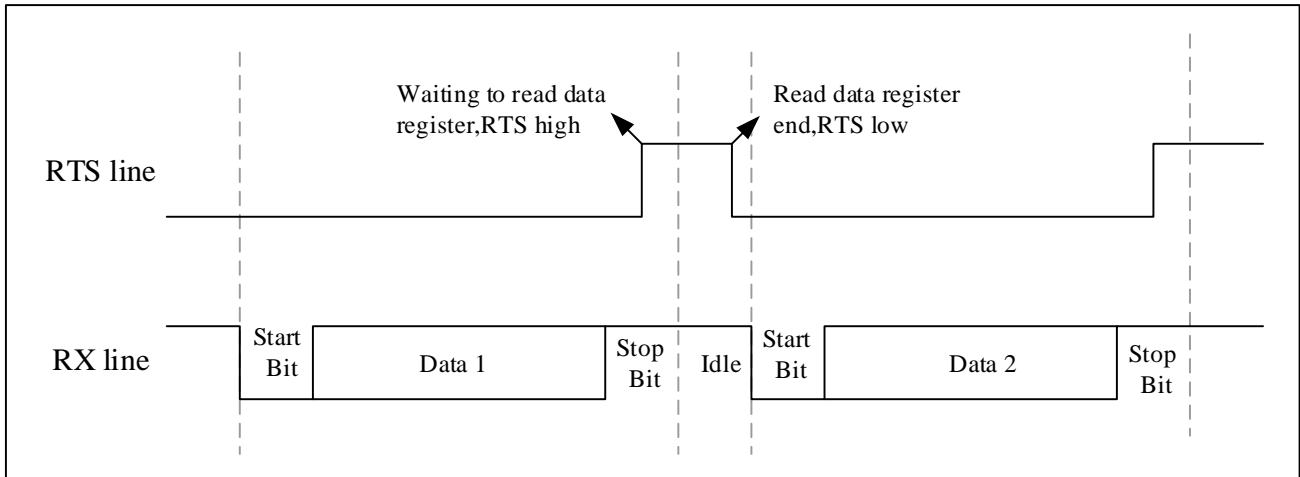 Waiting to read data
register,RTS high
Read data register
end,RTS low
RTS line
RX line
Start
Bit
Data 1
Stop
Bit
Idle
Start
Bit
Data 2
Stop
Bit